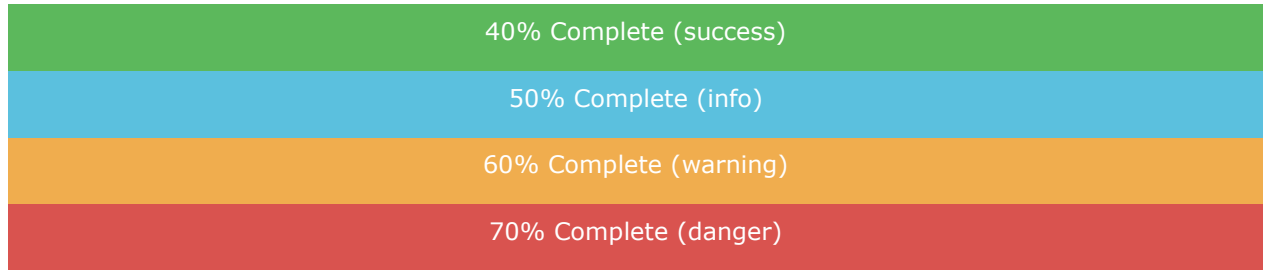 40% Complete (success)
50% Complete (info)
60% Complete (warning)
70% Complete (danger)